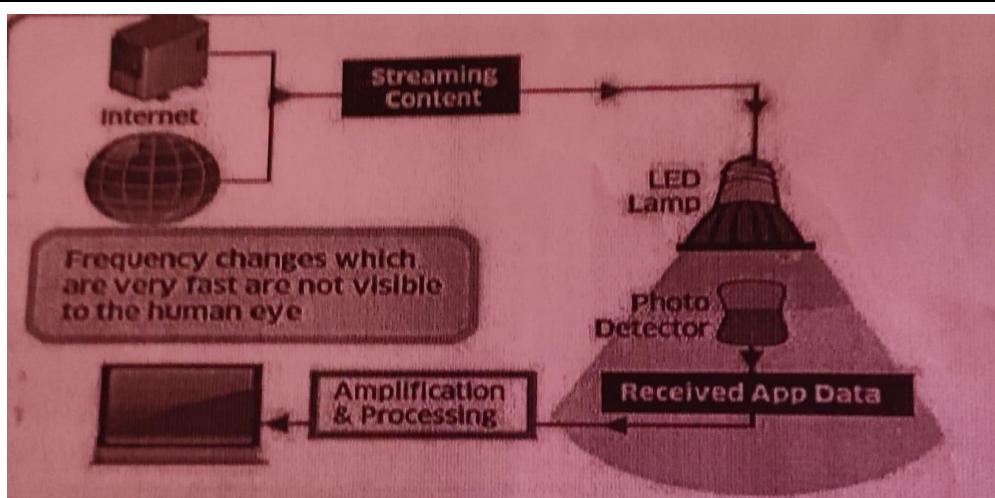 Streaming
Content
Internet
LED
Lamp
Frequency changes which
are very fast are not visible
to the human eye
Photo
Detector
Amplification
& Processing
Received App Data